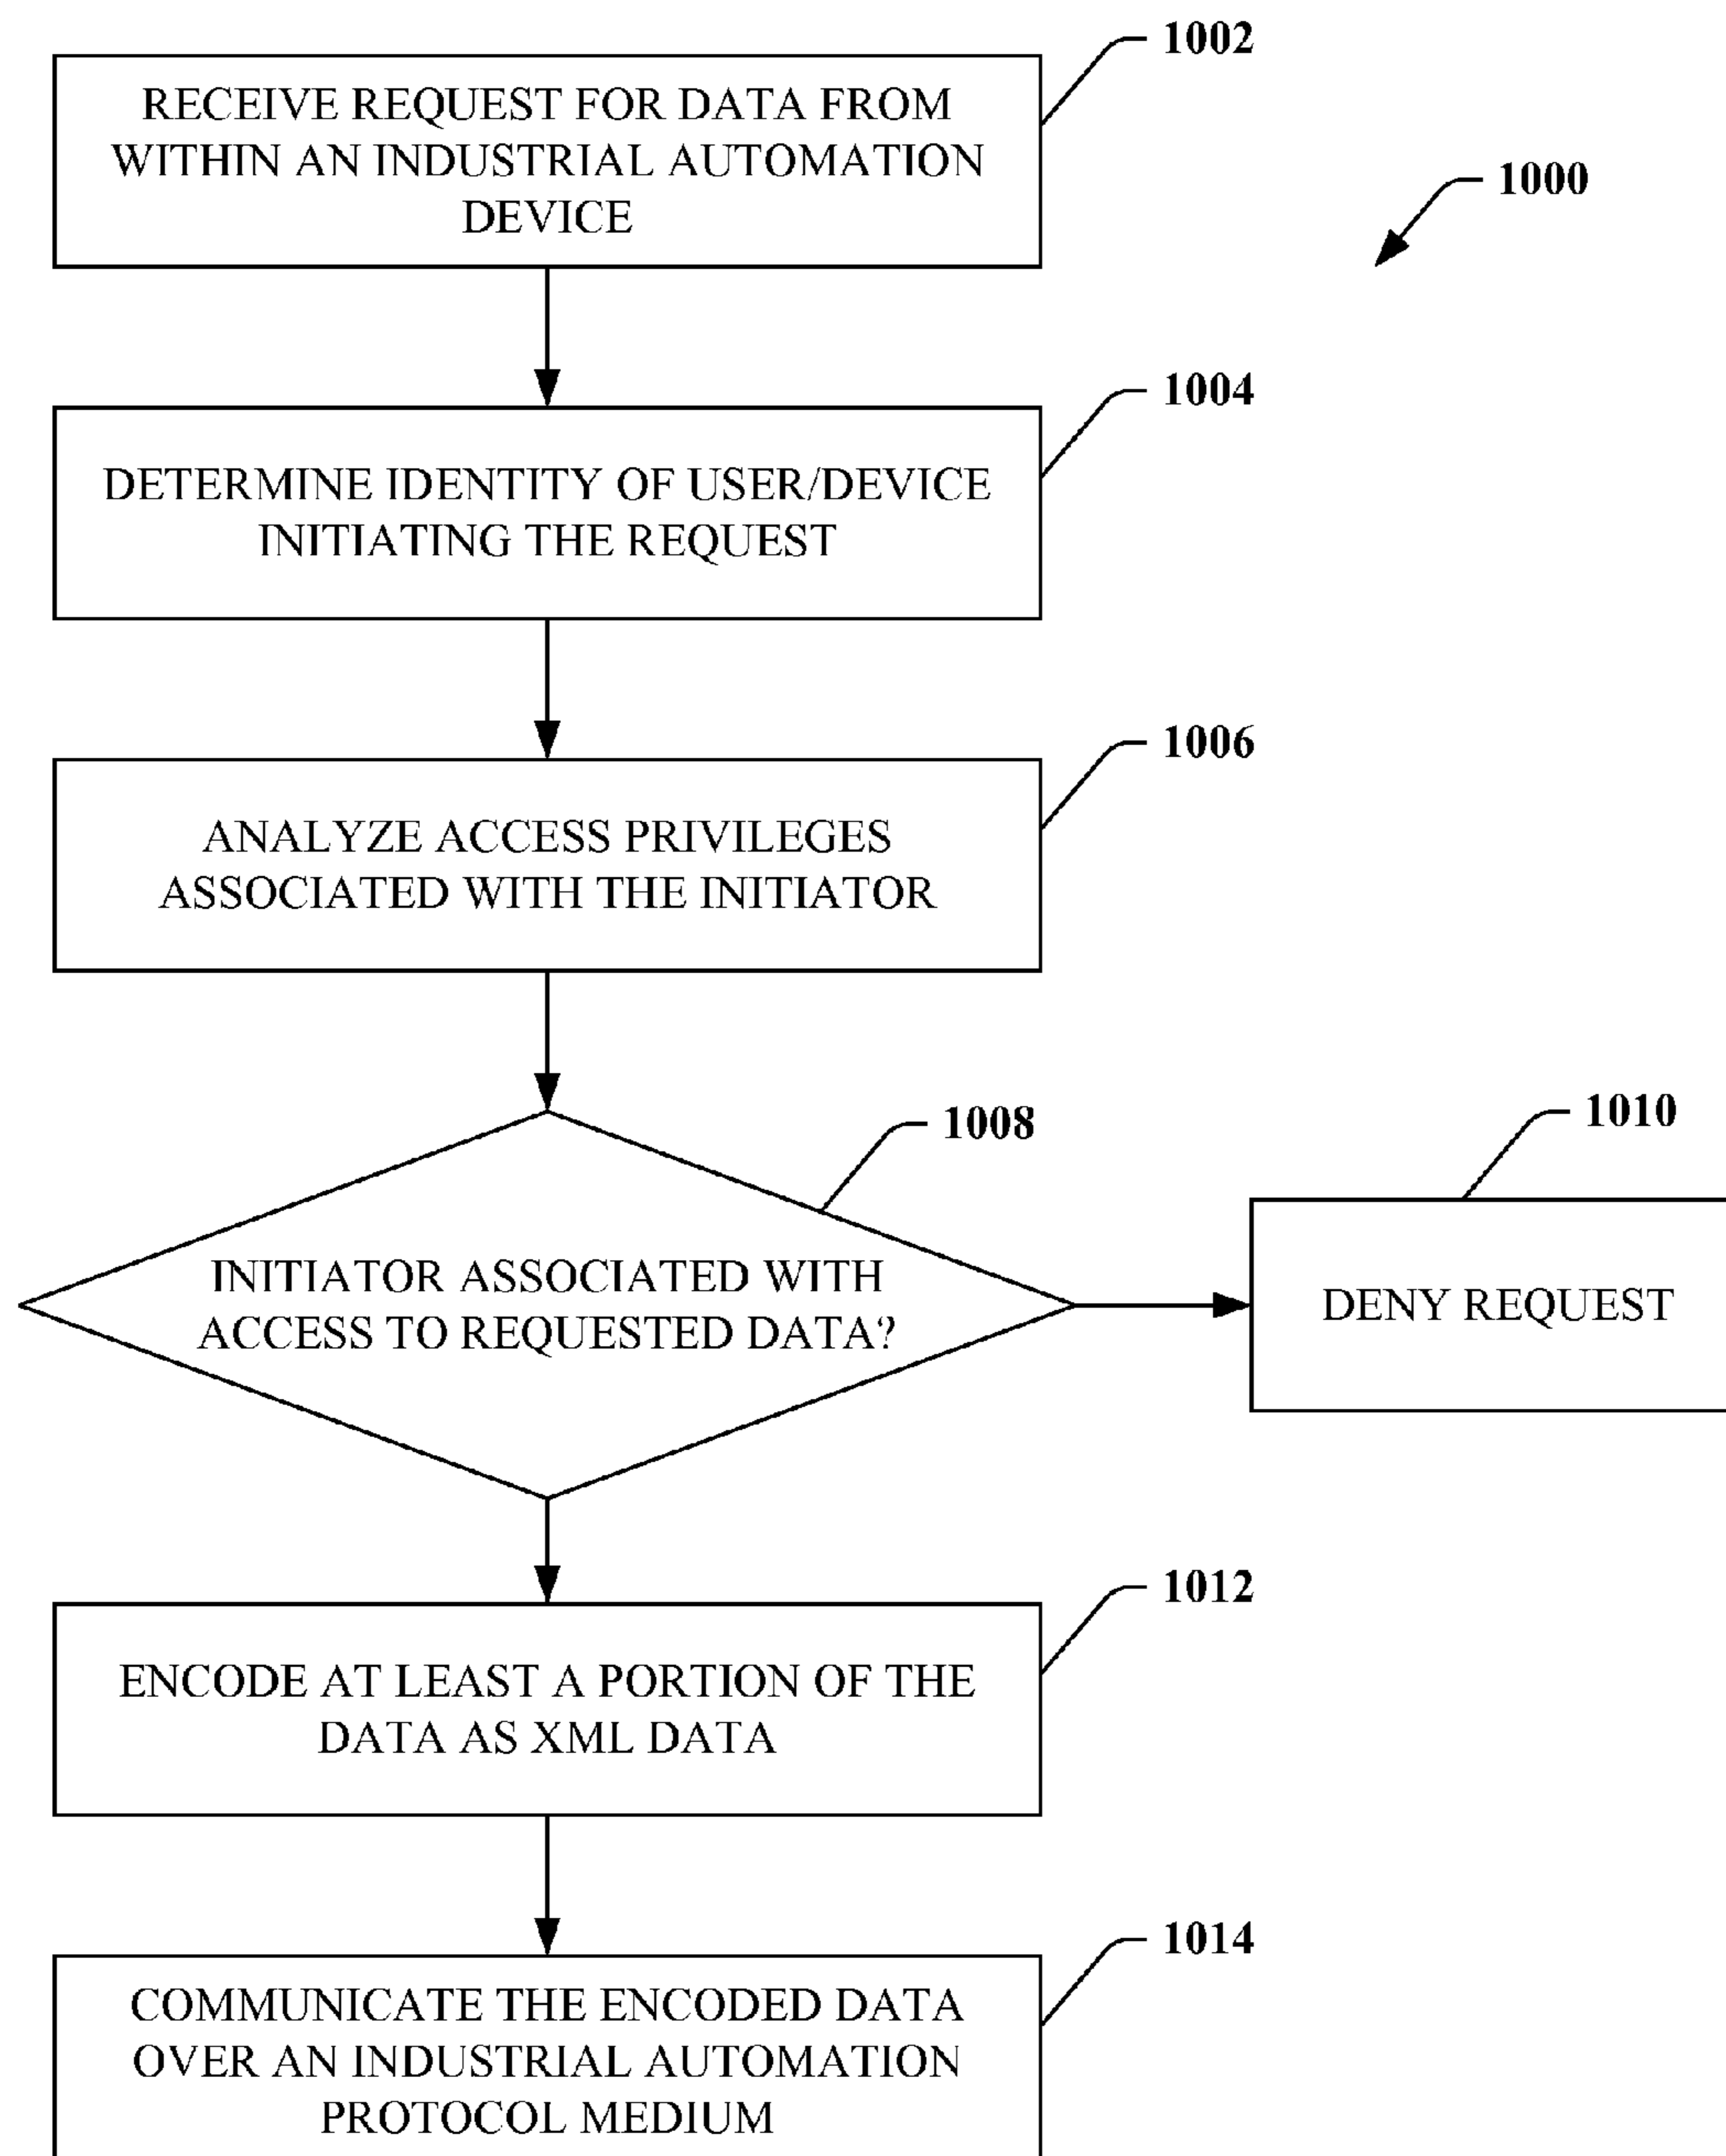 1002
RECEIVE REQUEST FOR DATA FROM
WITHIN AN INDUSTRIAL AUTOMATION
DEVICE
1000
1004
DETERMINE IDENTITY OF USER/DEVICE
INITIATING THE REQUEST
1006
ANALYZE ACCESS PRIVILEGES
ASSOCIATED WITH THE INITIATOR
1008
INITIATOR ASSOCIATED WITH
ACCESS TO REQUESTED DATA?
1010
DENY REQUEST
1012
ENCODE AT LEAST A PORTION OF THE
DATA AS XML DATA
1014
COMMUNICATE THE ENCODED DATA
OVER AN INDUSTRIAL AUTOMATION
PROTOCOL MEDIUM